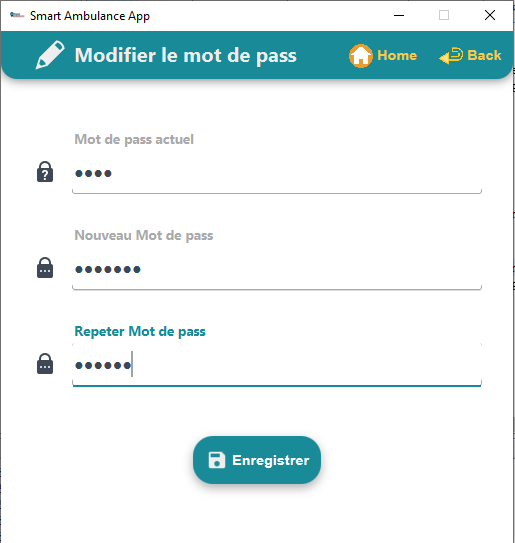 Smart Ambulance App
Modifier le mot de pass
Home
Back
Mot de pass actuel
••••
Nouveau Mot de pass
•••••••
Repeter Mot de pass
••••••
Enregistrer